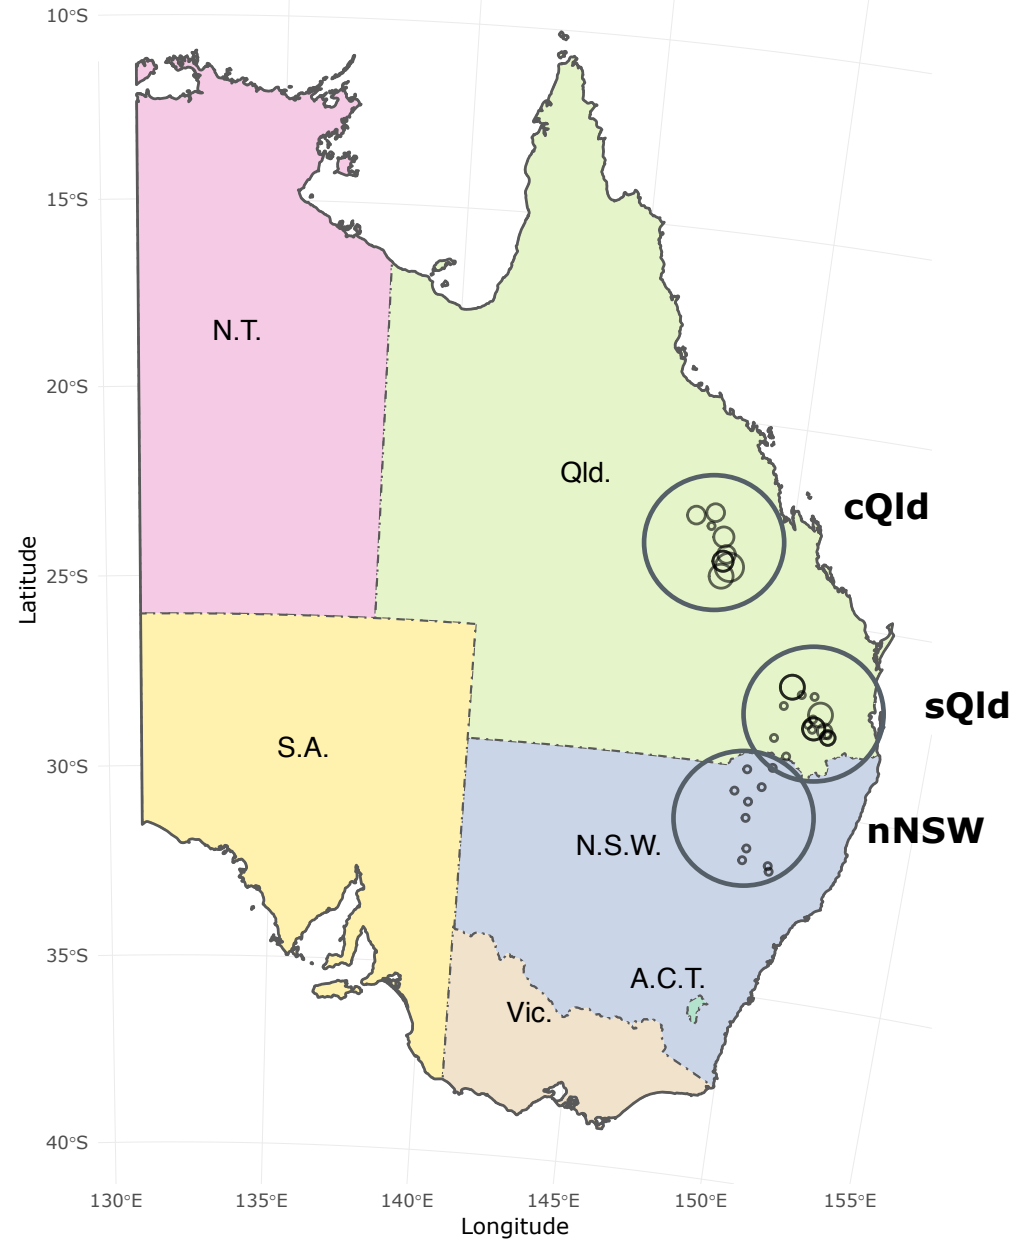 10°S
15°S
N.T.
20°S
Qld.
cQld
25°S
Latitude
sQld
S.A.
30°S
nNSW
N.S.W.
35°S
A.C.T.
Vic.
40°S
130°E 135°E 140°E 145°E 150°E 155°E
Longitude